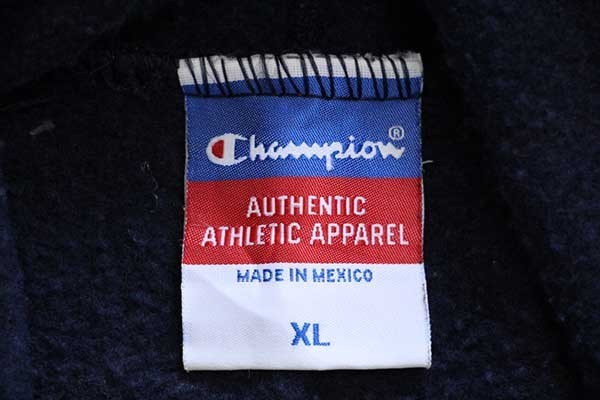 Champion®
AUTHENTIC
ATHLETIC APPAREL
MADE IN MEXICO
XL